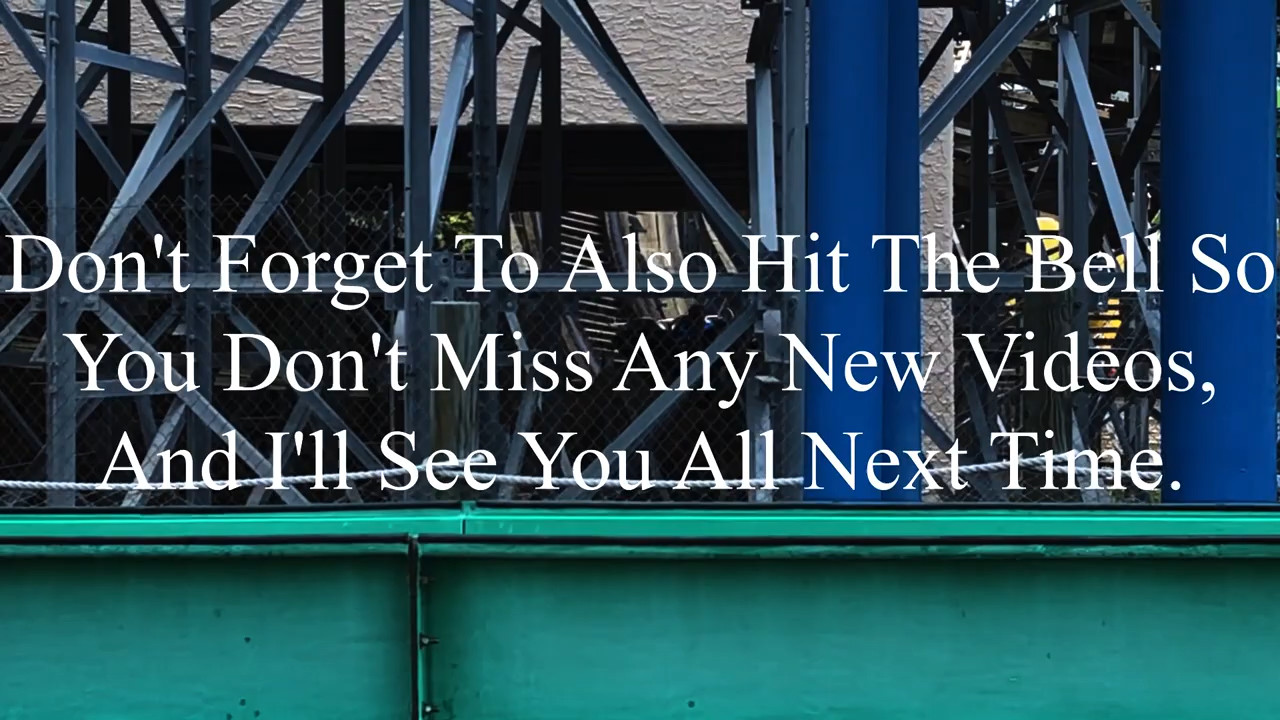 Don't Forget To Also Hit The Bell So
You Don't Miss Any New Videos,
And I'll See You All Next Time.